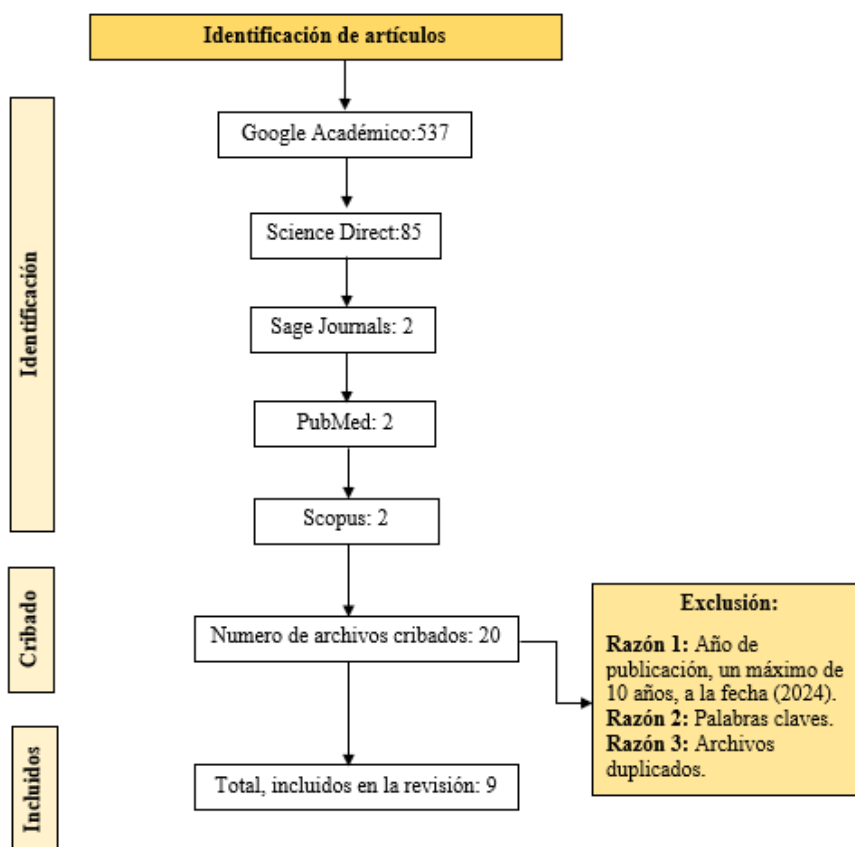 Identificación de artículos
Identificación
Google Académico:537
Science Direct:85
Sage Journals: 2
PubMed: 2
Scopus: 2
Cribado
Numero de archivos cribados: 20
Exclusión:
Razón 1: Año de
publicación, un máximo de
10 años, a la fecha (2024).
Razón 2: Palabras claves.
Razón 3: Archivos
duplicados.
Incluidos
Total, incluidos en la revisión: 9